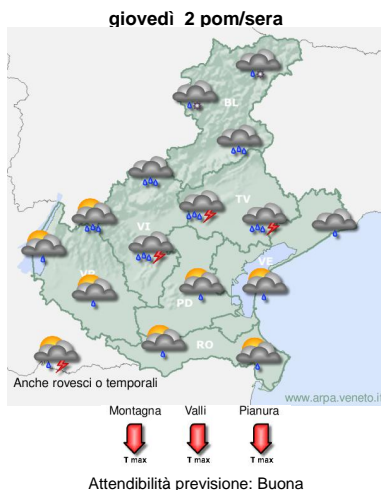 giovedì 2 pom/sera
BL
TV
VI
VE
VR
PD
RO
Anche rovesci o temporali
www.arpa.veneto.it
Montagna Valli Pianura
T max T max T max
Attendibilità previsione: Buona